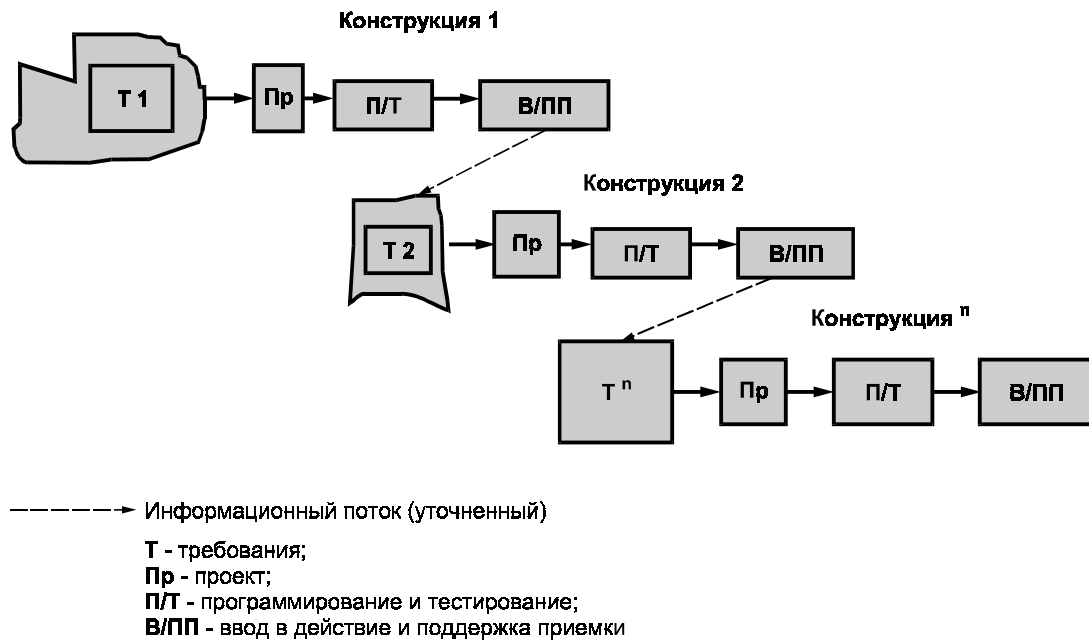 Конструкция 1
Т 1
Пр
П/Т
В/ПП
Конструкция 2
Т 2
Пр
П/Т
В/ПП
Конструкция n
Т n
Пр
П/Т
В/ПП
Информационный поток (уточненный)
Т - требования;
Пр - проект;
П/Т - программирование и тестирование;
В/ПП - ввод в действие и поддержка приемки